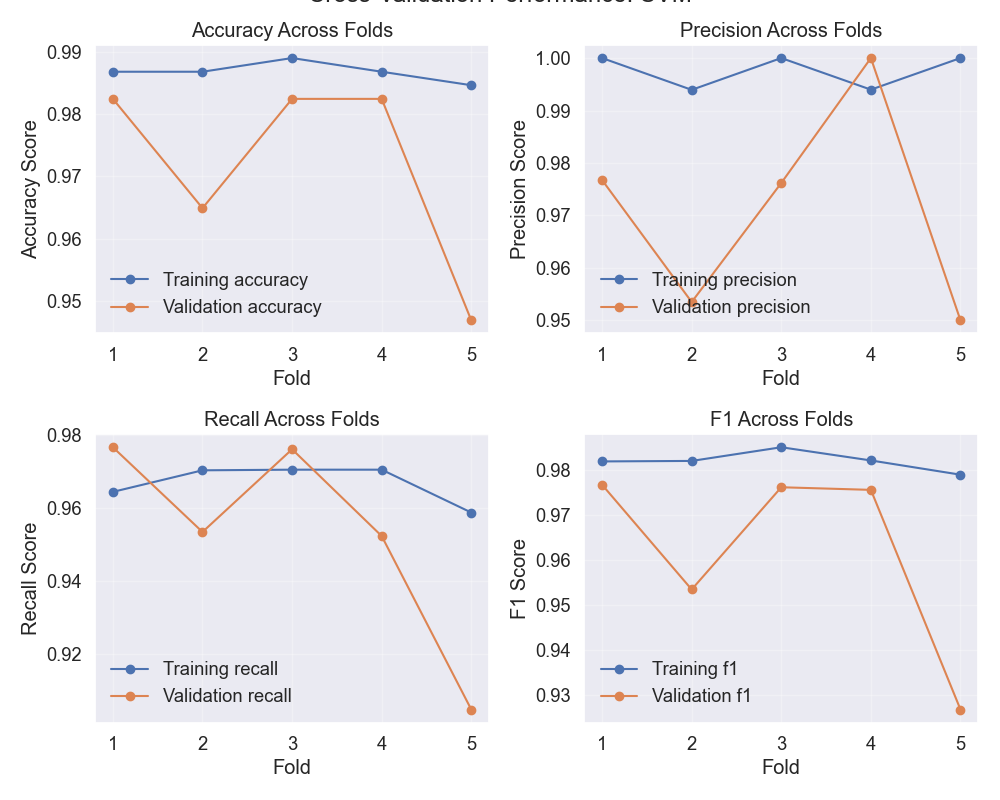 Cross-Validation Performance: SVM
Accuracy Across Folds
0.99
0.98
0.97
0.96
0.95
Accuracy Score
Training accuracy
Validation accuracy
1 2 3 4 5
Fold
Precision Across Folds
1.00
0.99
0.98
0.97
0.96
0.95
Precision Score
Training precision
Validation precision
1 2 3 4 5
Fold
Recall Across Folds
0.98
0.96
0.94
0.92
Recall Score
Training recall
Validation recall
1 2 3 4 5
Fold
F1 Across Folds
0.98
0.97
0.96
0.95
0.94
0.93
F1 Score
Training f1
Validation f1
1 2 3 4 5
Fold